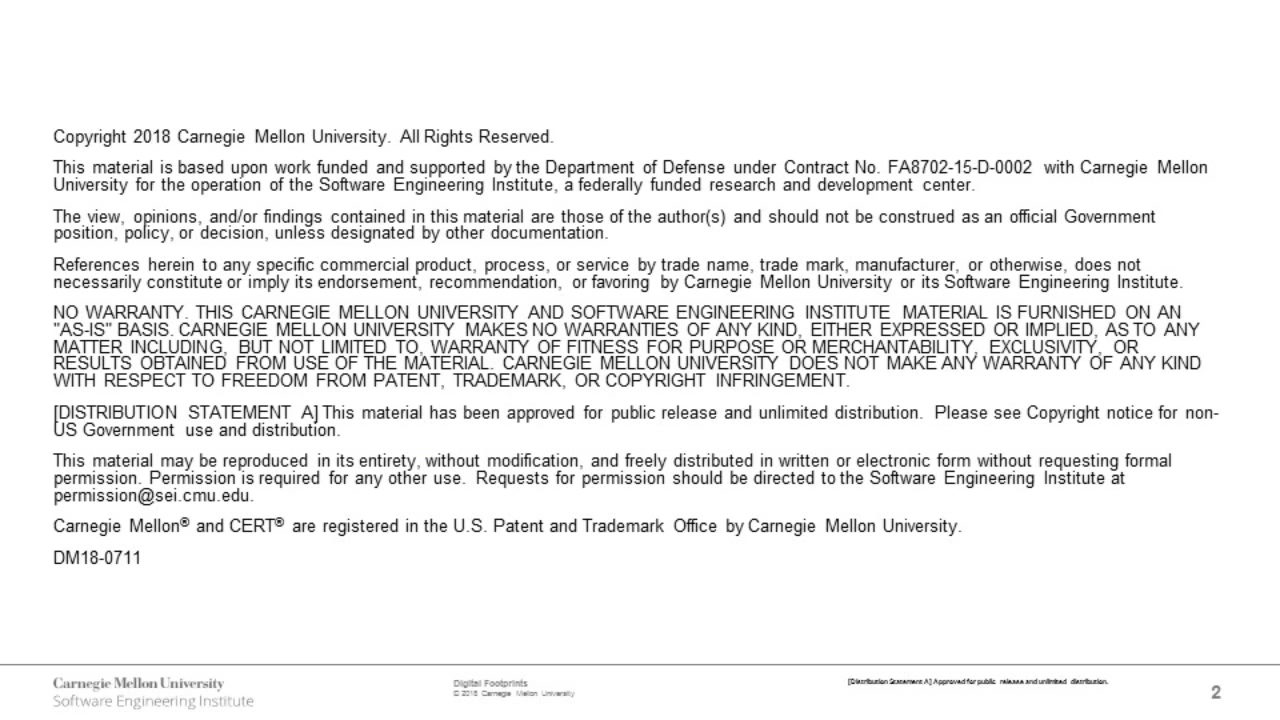 Copyright 2018 Carnegie Mellon University. All Rights Reserved.
This material is based upon work funded and supported by the Department of Defense under Contract No. FA8702-15-D-0002 with Carnegie Mellon
University for the operation of the Software Engineering Institute, a federally funded research and development center.
The view, opinions, and/or findings contained in this material are those of the author(s) and should not be construed as an official Government
position, policy, or decision, unless designated by other documentation.
References herein to any specific commercial product, process, or service by trade name, trade mark, manufacturer, or otherwise, does not
necessarily constitute or imply its endorsement, recommendation, or favoring by Carnegie Mellon University or its Software Engineering Institute.
NO WARRANTY. THIS CARNEGIE MELLON UNIVERSITY AND SOFTWARE ENGINEERING INSTITUTE MATERIAL IS FURNISHED ON AN
"AS-IS" BASIS. CARNEGIE MELLON UNIVERSITY MAKES NO WARRANTIES OF ANY KIND, EITHER EXPRESSED OR IMPLIED, AS TO ANY
MATTER INCLUDING, BUT NOT LIMITED TO, WARRANTY OF FITNESS FOR PURPOSE OR MERCHANTABILITY, EXCLUSIVITY, OR
RESULTS OBTAINED FROM USE OF THE MATERIAL. CARNEGIE MELLON UNIVERSITY DOES NOT MAKE ANY WARRANTY OF ANY KIND
WITH RESPECT TO FREEDOM FROM PATENT, TRADEMARK, OR COPYRIGHT INFRINGEMENT.
[DISTRIBUTION STATEMENT A] This material has been approved for public release and unlimited distribution. Please see Copyright notice for non-
US Government use and distribution.
This material may be reproduced in its entirety, without modification, and freely distributed in written or electronic form without requesting formal
permission. Permission is required for any other use. Requests for permission should be directed to the Software Engineering Institute at
permission@sei.cmu.edu.
Carnegie Mellon® and CERT® are registered in the U.S. Patent and Trademark Office by Carnegie Mellon University.
DM18-0711
Carnegie Mellon University
Software Engineering Institute
Digital Footprints
© 2018 Carnegie Mellon University
[Distribution Statement A] Approved for public release and unlimited distribution.
2